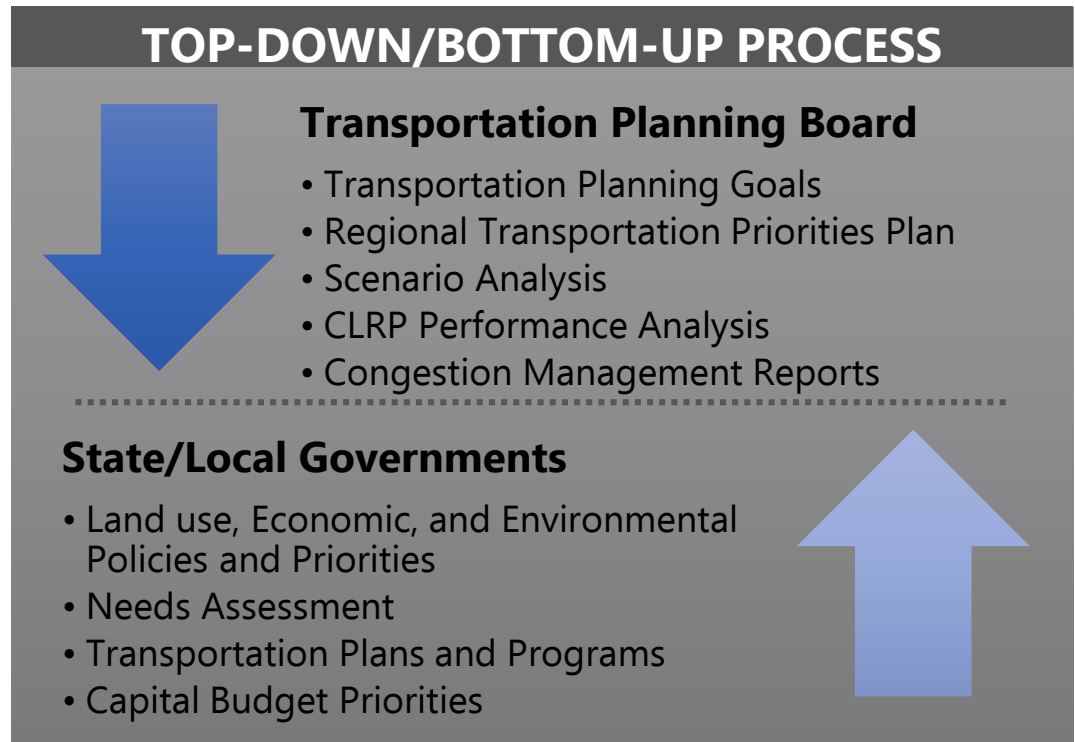 TOP-DOWN/BOTTOM-UP PROCESS
Transportation Planning Board
• Transportation Planning Goals
• Regional Transportation Priorities Plan
• Scenario Analysis
• CLRP Performance Analysis
• Congestion Management Reports
State/Local Governments
• Land use, Economic, and Environmental
Policies and Priorities
• Needs Assessment
• Transportation Plans and Programs
• Capital Budget Priorities